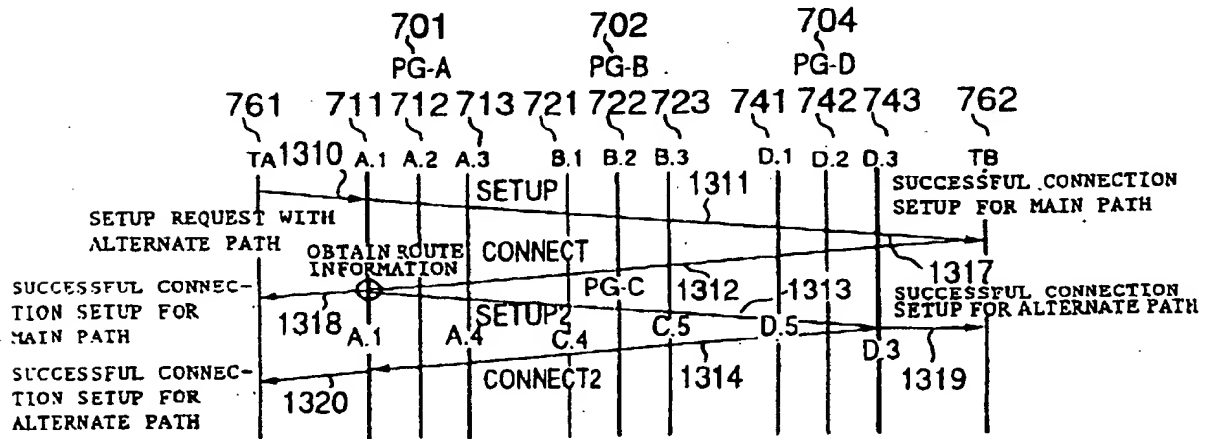 701 702 704
PG-A PG-B PG-D
761 711 712 713 721 722 723 741 742 743 762
TA 1310 A.1 A.2 A.3 B.1 B.2 B.3 D.1 D.2 D.3 TB
SETUP 1311
SETUP REQUEST WITH
ALTERNATE PATH
SUCCESSFUL CONNECTION
SETUP FOR MAIN PATH
OBTAIN ROUTE
INFORMATION
CONNECT
1317
PG-C 1312 1313
SUCCESSFUL CONNEC-
TION SETUP FOR
MAIN PATH
1318
SETUP2
SUCCESSFUL CONNECTION
SETUP FOR ALTERNATE PATH
A.1 A.4 C.4 C.5 D.5 D.3
SUCCESSFUL CONNEC-
TION SETUP FOR
ALTERNATE PATH
1320
CONNECT2
1314
1319